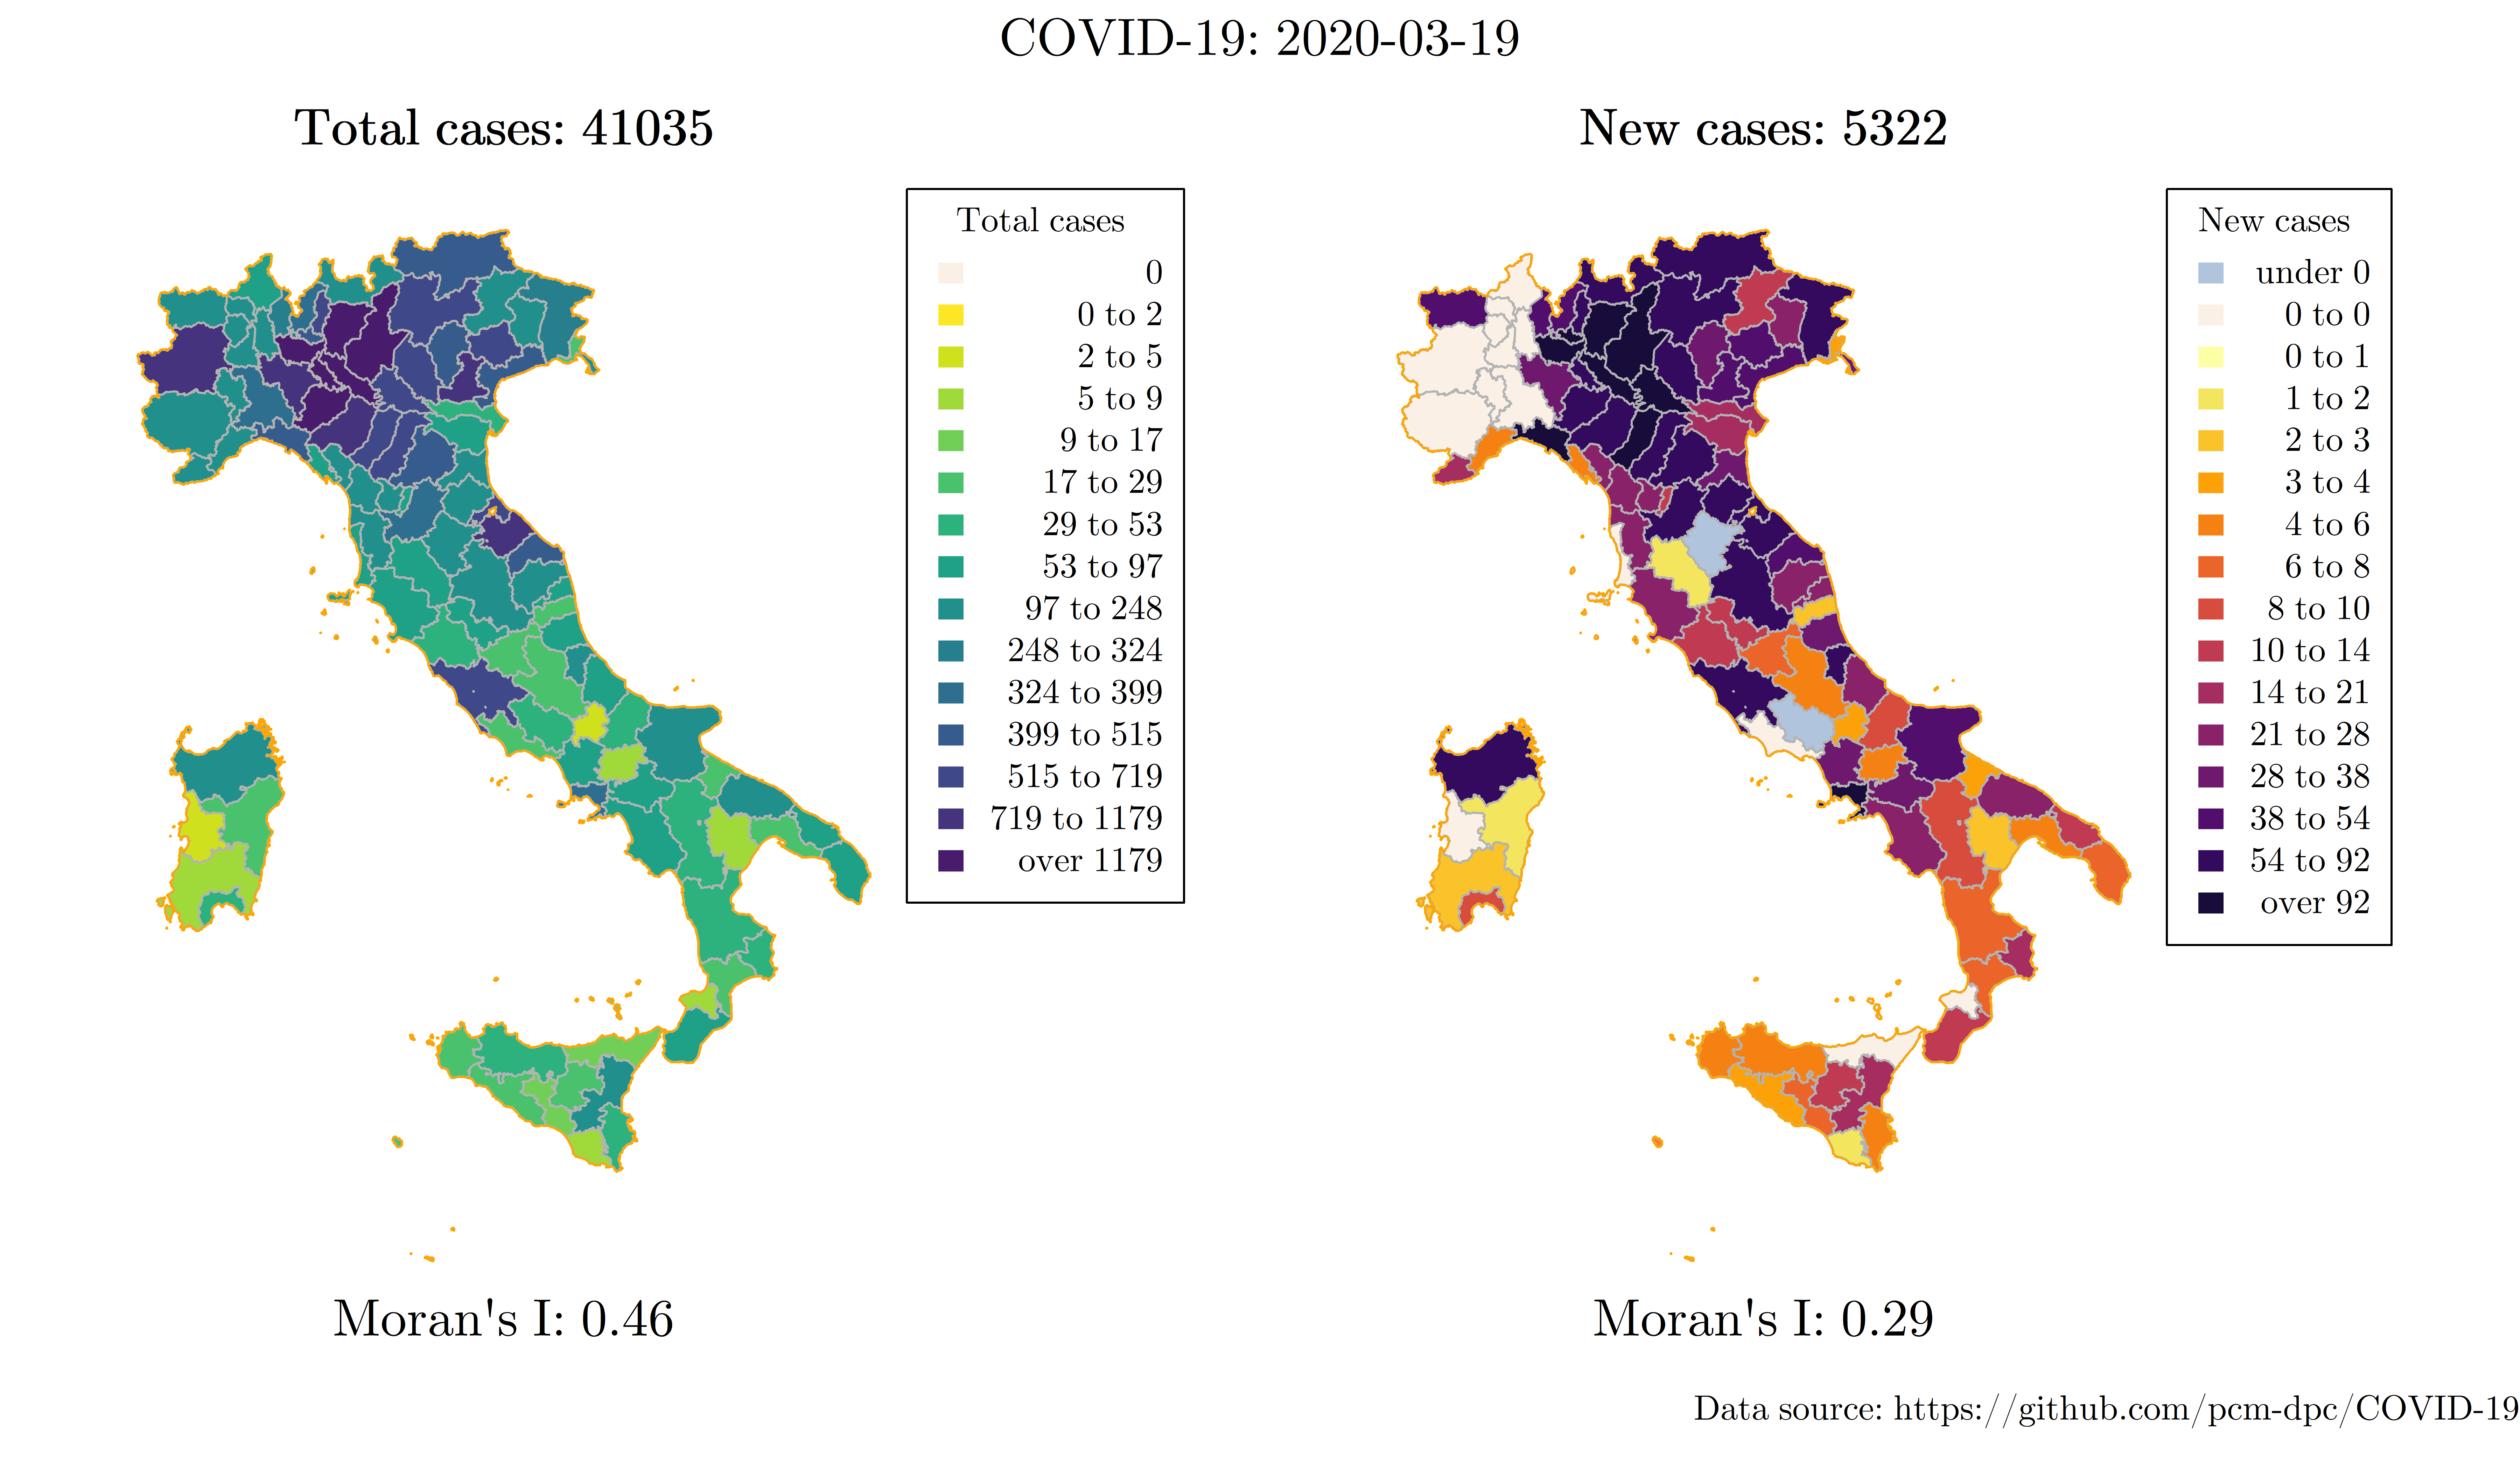 COVID-19: 2020-03-19
Total cases: 41035
Total cases
0
0 to 2
2 to 5
5 to 9
9 to 17
17 to 29
29 to 53
53 to 97
97 to 248
248 to 324
324 to 399
399 to 515
515 to 719
719 to 1179
over 1179
Moran's I: 0.46
New cases: 5322
New cases
under 0
0 to 0
0 to 1
1 to 2
2 to 3
3 to 4
4 to 6
6 to 8
8 to 10
10 to 14
14 to 21
21 to 28
28 to 38
38 to 54
54 to 92
over 92
Moran's I: 0.29
Data source: https://github.com/pcm-dpc/COVID-19